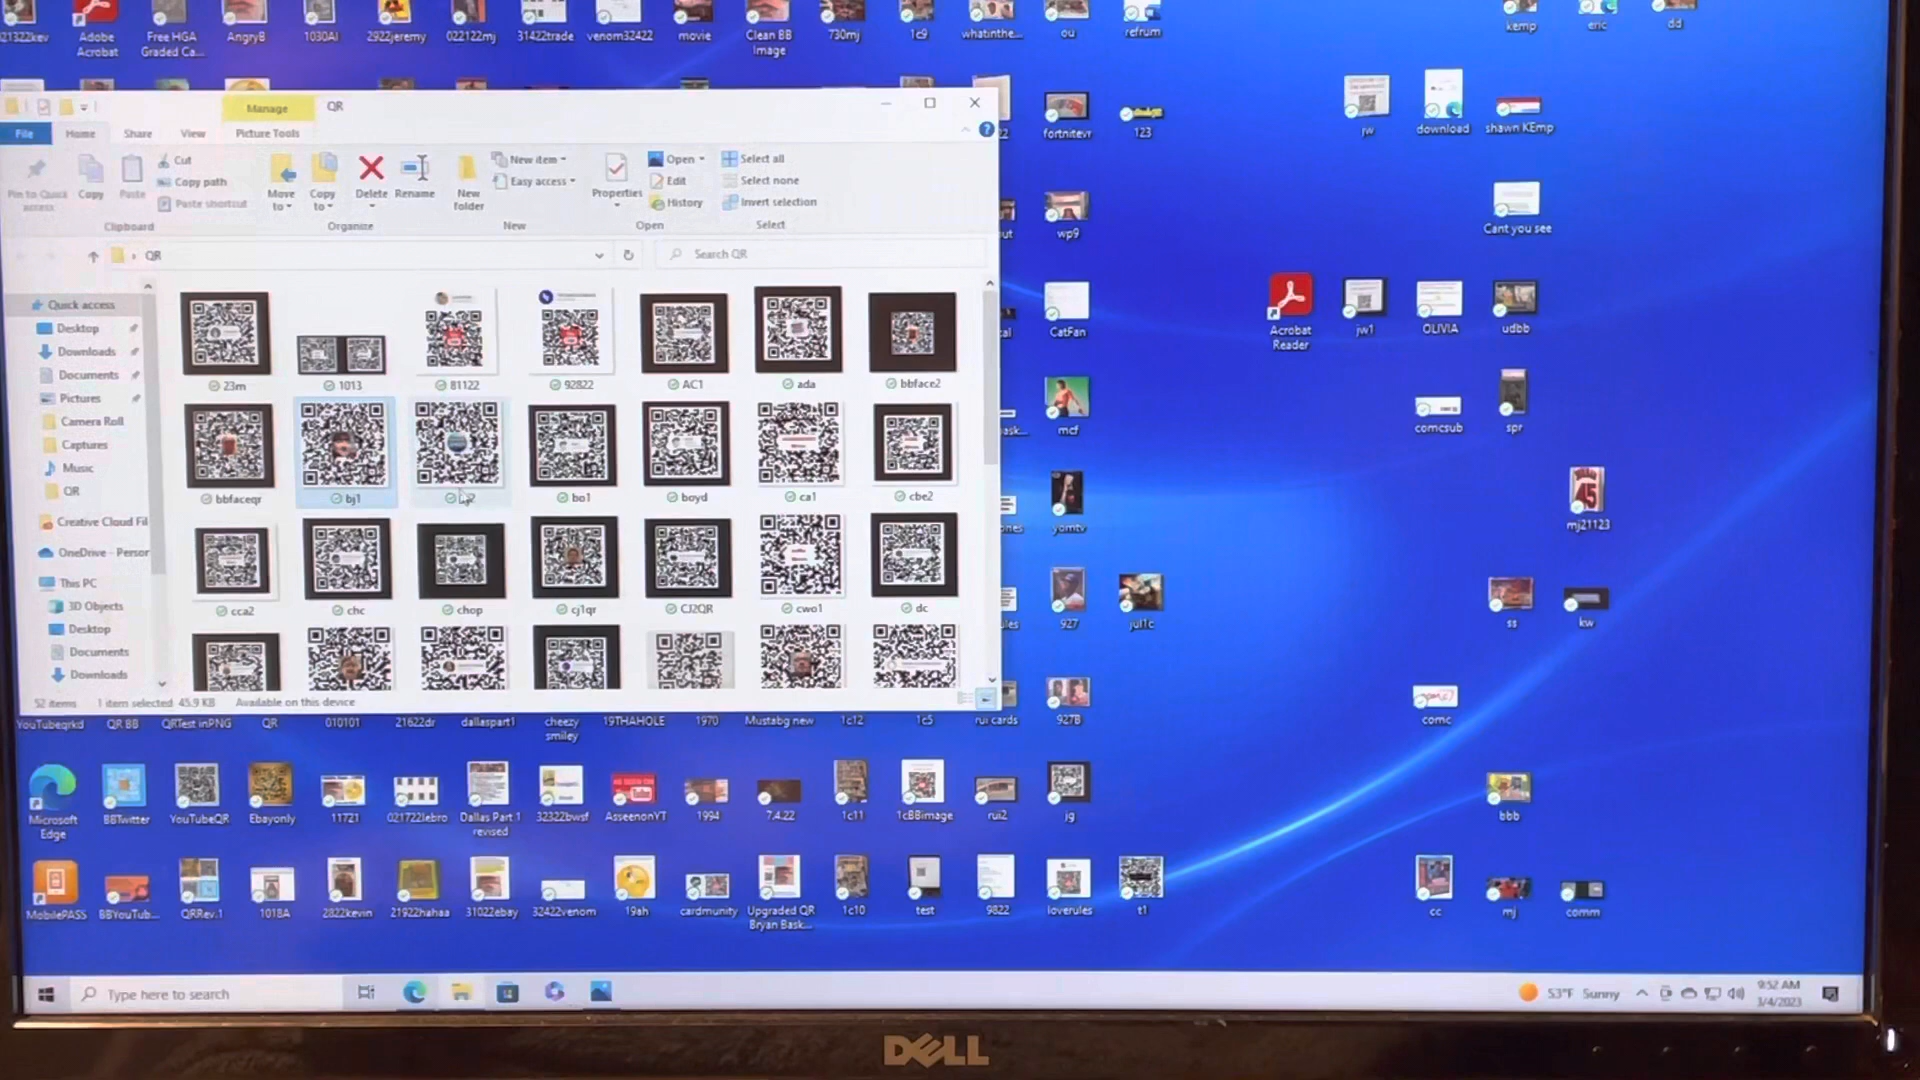 021322kev Adobe Acrobat Free HGA Graded Ca... AngryB 1030AI 2922jeremy 022122mj 31422trade venom32422 movie Clean BB Image 730mj 1c9 whatinthe... ou refrum kemp eric dd
Manage QR
File Home Share View Picture Tools
Pin to Quick access Copy Paste Cut Copy path Paste shortcut
Move to Copy to Delete Rename New folder New item Easy access
Properties Open Edit History Select all Select none Invert selection
Clipboard Organize New Open Select
QR Search QR
Quick access
Desktop
Downloads
Documents
Pictures
Camera Roll
Captures
Music
QR
Creative Cloud Fil
OneDrive - Person
This PC
3D Objects
Desktop
Documents
Downloads
23m 1013 81122 92822 AC1 ada bbface2
bbfaceqr bj1 bo1 boyd ca1 cbe2
cca2 chc chop cj1qr CJ2QR cwo1 dc
52 items 1 item selected 45.9 KB Available on this device
fortnitevr 123 jw download shawn KEmp
wp9 Cant you see
CatFan Acrobat Reader jw1 OLIVIA udbb
mcf comcsub spr
yomtv mj21123
927 jul1c ss kw
YouTubeqrkd QR BB QRTest inPNG QR 010101 21622dr dallaspart1 cheezy smiley 19THAHOLE 1970 Mustabg new 1c12 1c5 rui cards 927B comc
Microsoft Edge BBTwitter YouTubeQR Ebayonly 11721 021722lebro Dallas Part 1 revised 32322bwsf AsseenonYT 1994 7.4.22 1c11 1cBBimage rui2 jg bbb
MobilePASS BBYouTub... QRRev.1 1018A 2822kevin 21922hahaa 31022ebay 32422venom 19ah cardmunity Upgraded QR Bryan Bask... 1c10 test 9822 loverules t1 cc mj comm
Type here to search 53°F Sunny 9:52 AM
3/4/2023
DELL